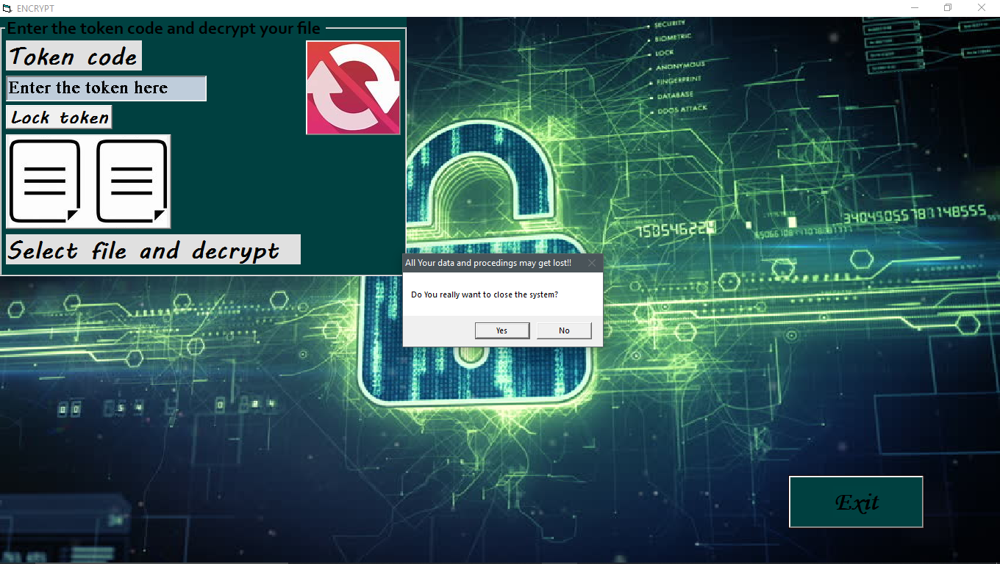 ENCRYPT
Enter the token code and decrypt your file
Token code
Enter the token here
Lock token
Select file and decrypt
SECURITY
BIOMETRIC
LOCK
ANONYMOUS
FINGERPRINT
DATABASE
DDOS ATTACK
All Your data and procedings may get lost!!
Do You really want to close the system?
Yes
No
Exit